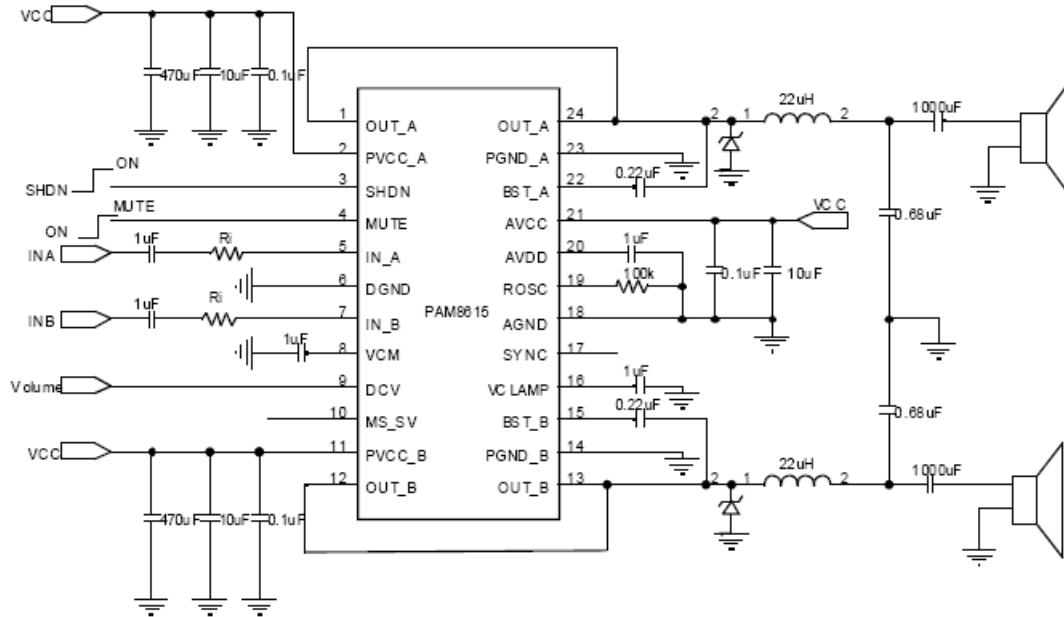 VCC
470uF 10uF 0.1uF
22uH
1000uF
1 OUT_A OUT_A 24 2 1 2
2 PVCC_A PGND_A 23
ON
SHDN
3 SHDN BST_A 22 0.22uF
MUTE
ON
4 MUTE AVCC 21 VCC
0.68uF
INA 1uF Ri 5 IN_A AVDD 20 1uF
0.1uF 10uF
6 DGND ROSC 19 100k
PAM8615
INB 1uF Ri 7 IN_B AGND 18
1uF 8 VCM SYNC 17
Volume 9 DCV VCLAMP 16 1uF
10 MS_SV BST_B 15 0.22uF
0.68uF
VCC 11 PVCC_B PGND_B 14
22uH
1000uF
12 OUT_B OUT_B 13 2 1 2
470uF 10uF 0.1uF